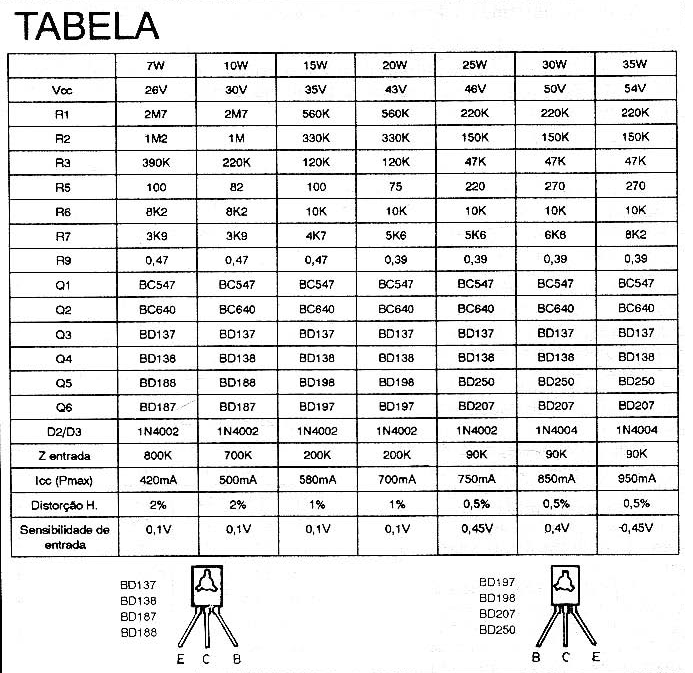 TABELA
7W 10W 15W 20W 25W 30W 35W
Vcc 26V 30V 35V 43V 46V 50V 54V
R1 2M7 2M7 560K 560K 220K 220K 220K
R2 1M2 1M 330K 330K 150K 150K 150K
R3 390K 220K 120K 120K 47K 47K 47K
R5 100 82 100 75 220 270 270
R6 8K2 8K2 10K 10K 10K 10K 10K
R7 3K9 3K9 4K7 5K6 5K6 6K8 8K2
R9 0,47 0,47 0,47 0,39 0,39 0,39 0,39
Q1 BC547 BC547 BC547 BC547 BC547 BC547 BC547
Q2 BC640 BC640 BC640 BC640 BC640 BC640 BC640
Q3 BD137 BD137 BD137 BD137 BD137 BD137 BD137
Q4 BD138 BD138 BD138 BD138 BD138 BD138 BD138
Q5 BD188 BD188 BD198 BD198 BD250 BD250 BD250
Q6 BD187 BD187 BD197 BD197 BD207 BD207 BD207
D2/D3 1N4002 1N4002 1N4002 1N4002 1N4002 1N4004 1N4004
Z entrada 800K 700K 200K 200K 90K 90K 90K
Icc (Pmax) 420mA 500mA 580mA 700mA 750mA 850mA 950mA
Distorção H. 2% 2% 1% 1% 0,5% 0,5% 0,5%
Sensibilidade de
entrada 0,1V 0,1V 0,1V 0,1V 0,45V 0,4V -0,45V
BD137
BD138
BD187
BD188
E C B
BD197
BD198
BD207
BD250
B C E